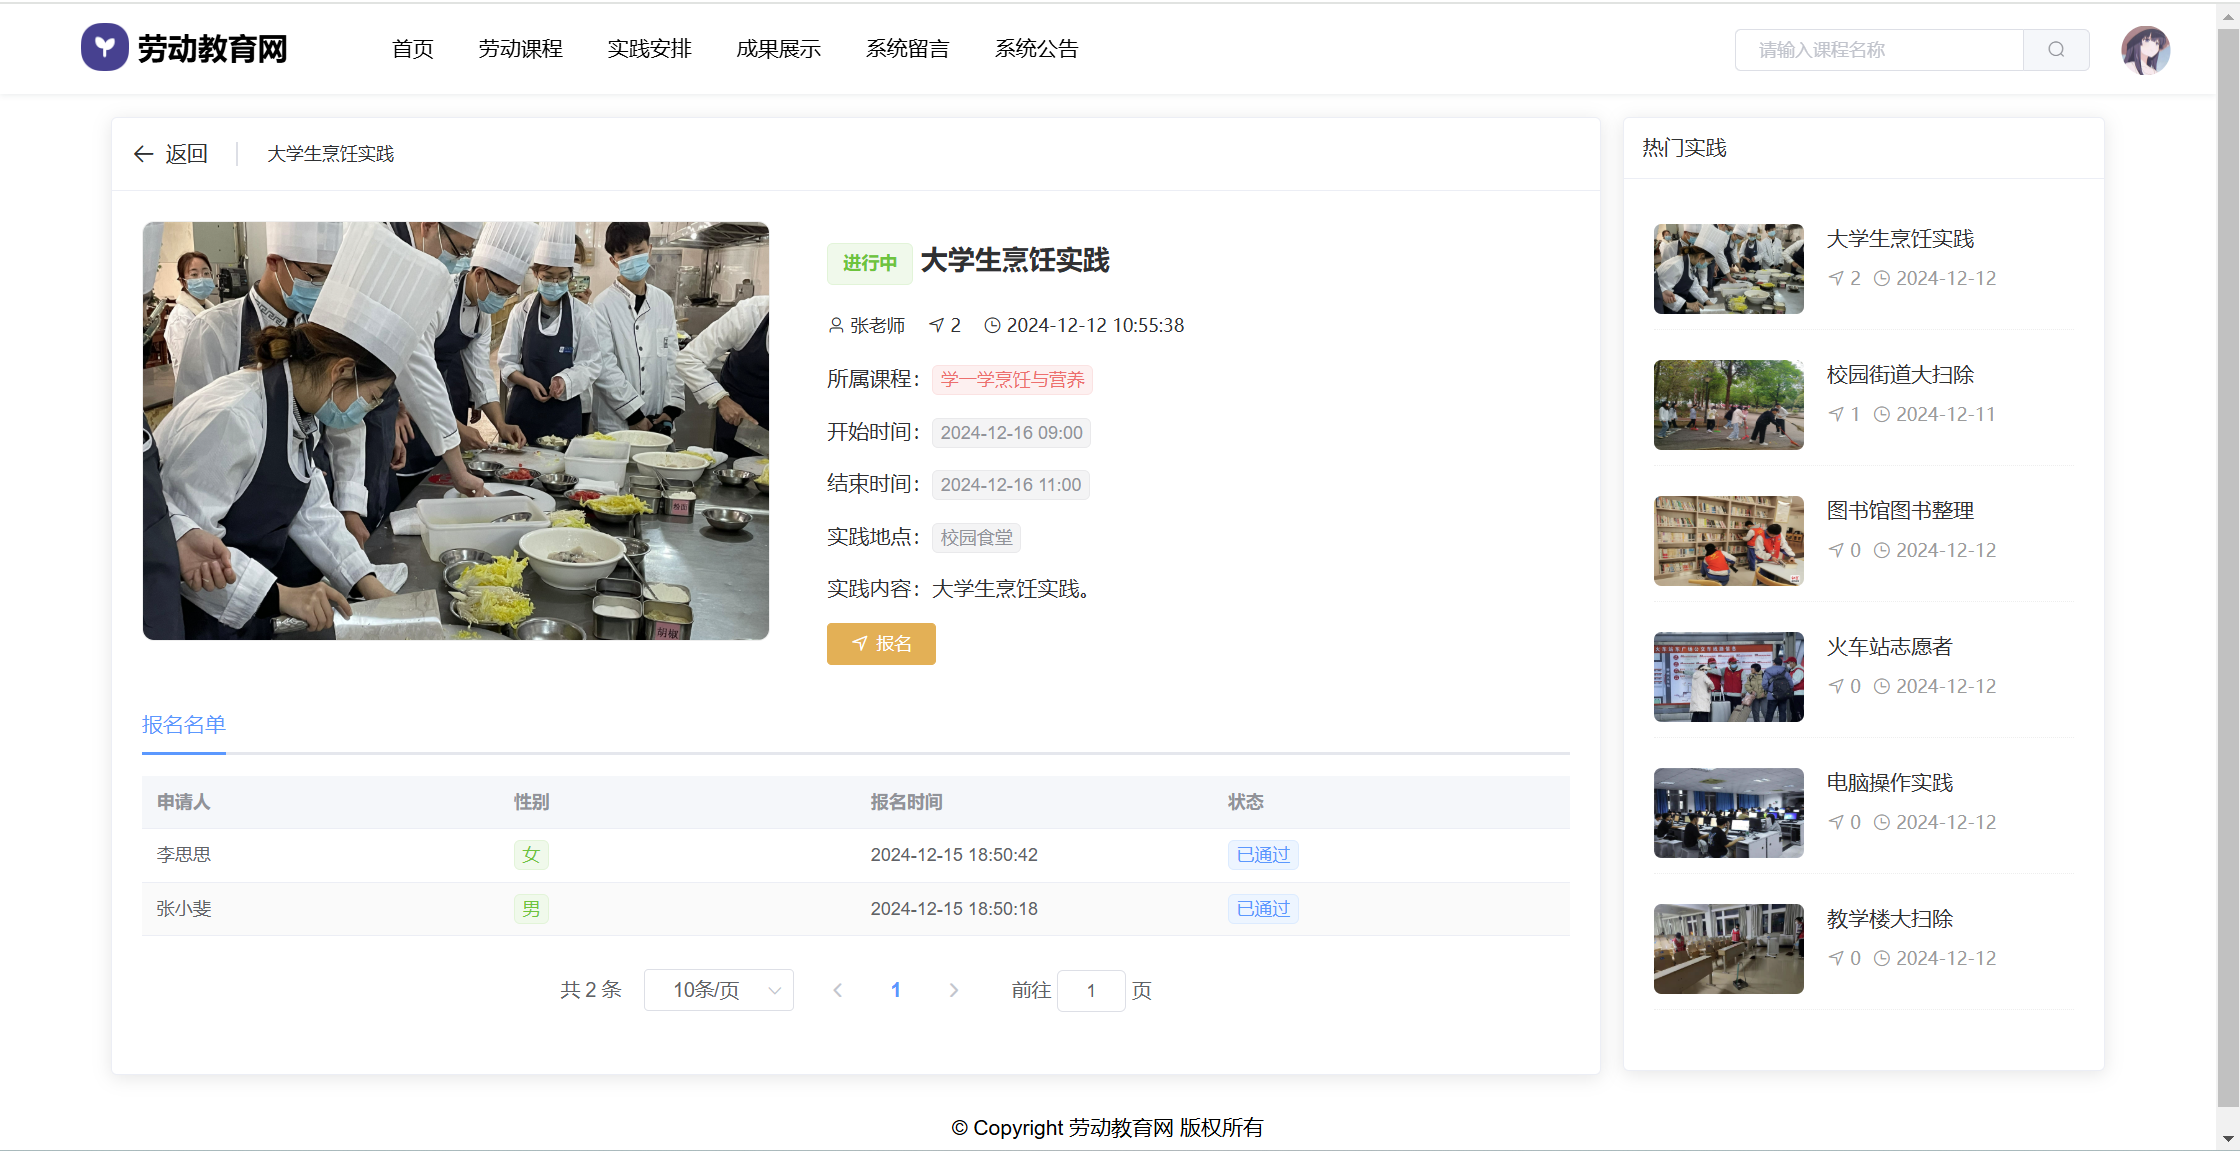 劳动教育网
首页 劳动课程 实践安排 成果展示 系统留言 系统公告
请输入课程名称
返回 大学生烹饪实践
进行中 大学生烹饪实践
张老师 2 2024-12-12 10:55:38
所属课程： 学一学烹饪与营养
开始时间： 2024-12-16 09:00
结束时间： 2024-12-16 11:00
实践地点： 校园食堂
实践内容： 大学生烹饪实践。
报名
胡椒
报名名单
申请人 性别 报名时间 状态
李思思 女 2024-12-15 18:50:42 已通过
张小斐 男 2024-12-15 18:50:18 已通过
共 2 条 10条/页 1 前往 1 页
热门实践
大学生烹饪实践
2 2024-12-12
校园街道大扫除
1 2024-12-11
图书馆图书整理
0 2024-12-12
火车站志愿者
0 2024-12-12
电脑操作实践
0 2024-12-12
教学楼大扫除
0 2024-12-12
© Copyright 劳动教育网 版权所有